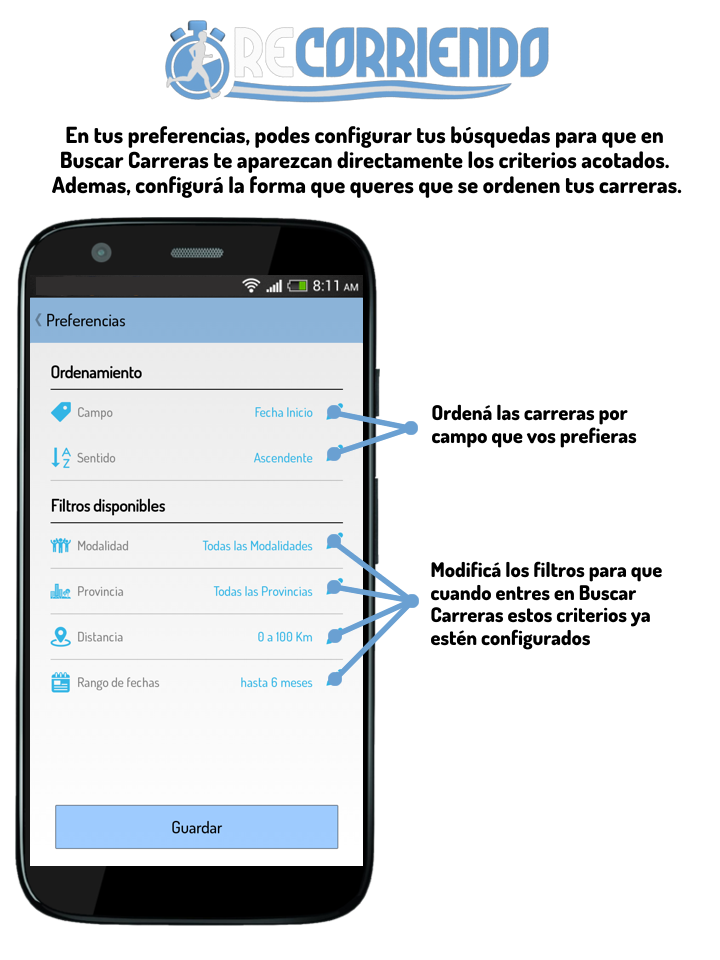 RECORRIENDO
En tus preferencias, podes configurar tus búsquedas para que en
Buscar Carreras te aparezcan directamente los criterios acotados.
Ademas, configurá la forma que queres que se ordenen tus carreras.
8:11 AM
Preferencias
Ordenamiento
Campo Fecha Inicio
A
Z
Sentido Ascendente
Ordená las carreras por
campo que vos prefieras
Filtros disponibles
Modalidad Todas las Modalidades
Provincia Todas las Provincias
Distancia 0 a 100 Km
Rango de fechas hasta 6 meses
Modificá los filtros para que
cuando entres en Buscar
Carreras estos criterios ya
estén configurados
Guardar